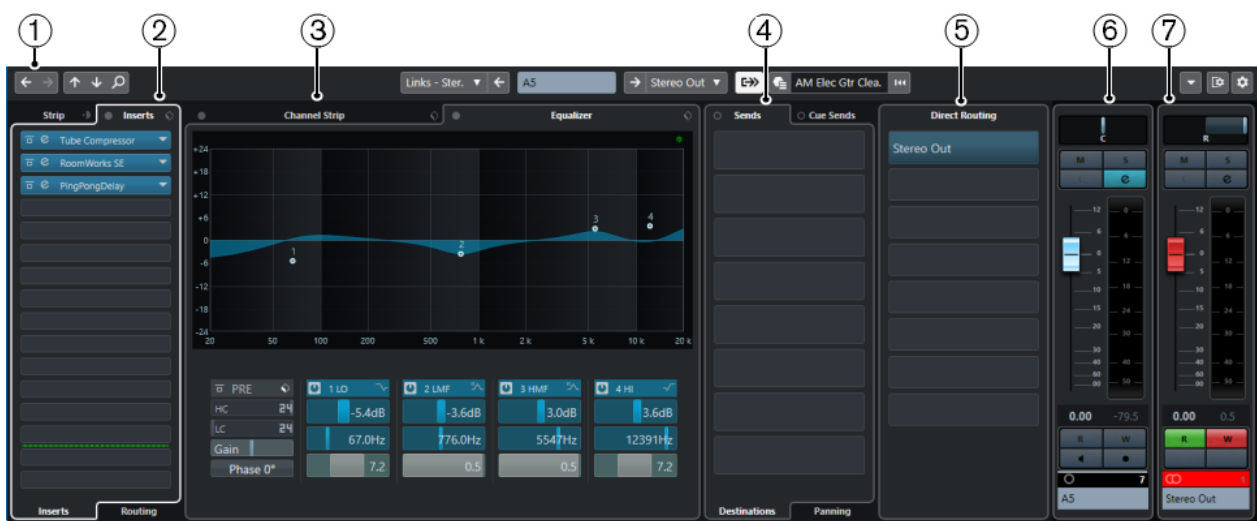 1 2 3 4 5 6 7
Links - Ster. A5 Stereo Out AM Elec Gtr Clea.
Strip Inserts Channel Strip Equalizer Sends Cue Sends Direct Routing
Tube Compressor
RoomWorks SE
PingPongDelay
+24
+18
+12
+6
0
-6
-12
-18
-24
1 2 3 4
20 50 100 200 500 1 k 2 k 5 k 10 k 20 k
PRE 1 LO 2 LMF 3 HMF 4 HI
HC 24 -5.4dB -3.6dB 3.0dB 3.6dB
LC 24 67.0Hz 776.0Hz 5547Hz 12391Hz
Gain 7.2 0.5 0.5 7.2
Phase 0°
Inserts Routing Destinations Panning
Stereo Out
C
M S
e
12 0
6 6
0 12
5
10 18
15 24
20 30
30
40 40
60
00 50
0.00 -79.5
R W
7
A5
R
M S
e
12 0
6 6
0 12
5
10 18
15 24
20 30
30
40 40
60
00 50
0.00 0.5
R W
1
Stereo Out